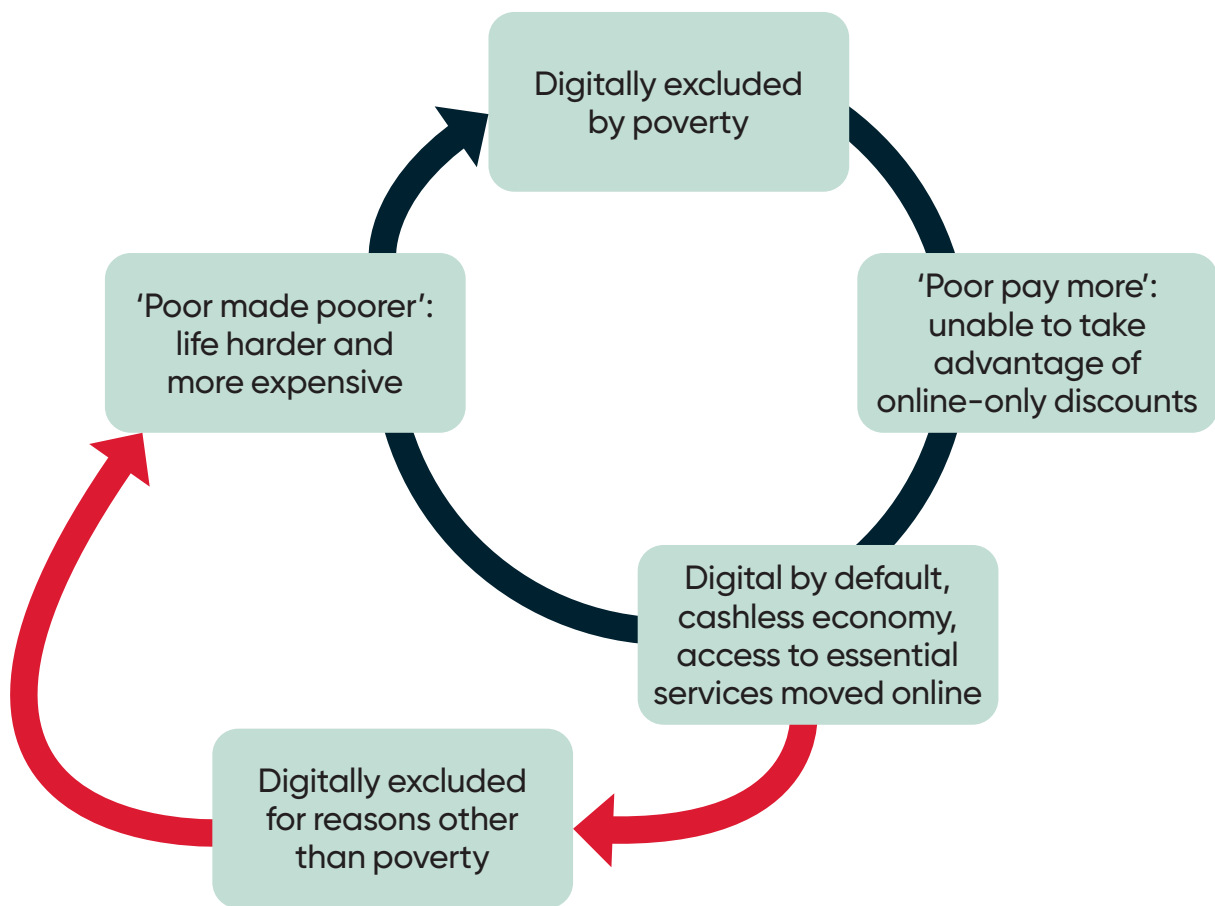 Digitally excluded
by poverty
‘Poor pay more’:
unable to take
advantage of
online-only discounts
Digital by default,
cashless economy,
access to essential
services moved online
Digitally excluded
for reasons other
than poverty
‘Poor made poorer’:
life harder and
more expensive